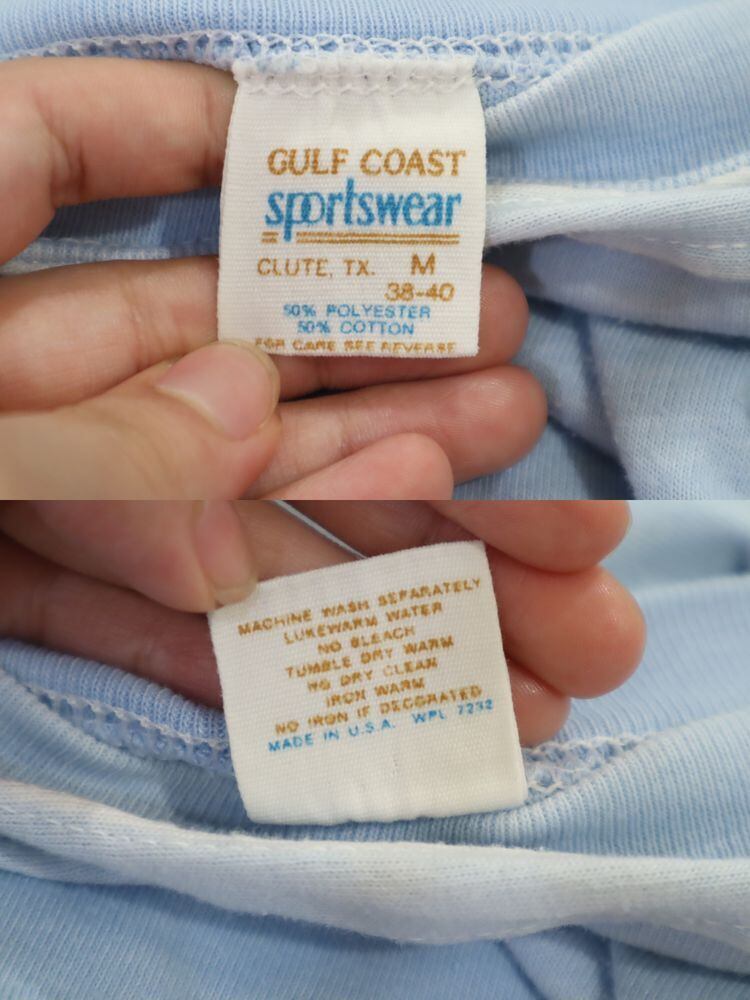 GULF COAST
sportswear
CLUTE, TX. M
38-40
50% POLYESTER
50% COTTON
FOR CARE SEE REVERSE
MACHINE WASH SEPARATELY
LUKEWARM WATER
NO BLEACH
TUMBLE DRY WARM
NO DRY CLEAN
IRON WARM
NO IRON IF DECORATED
MADE IN U.S.A. WPL 7232